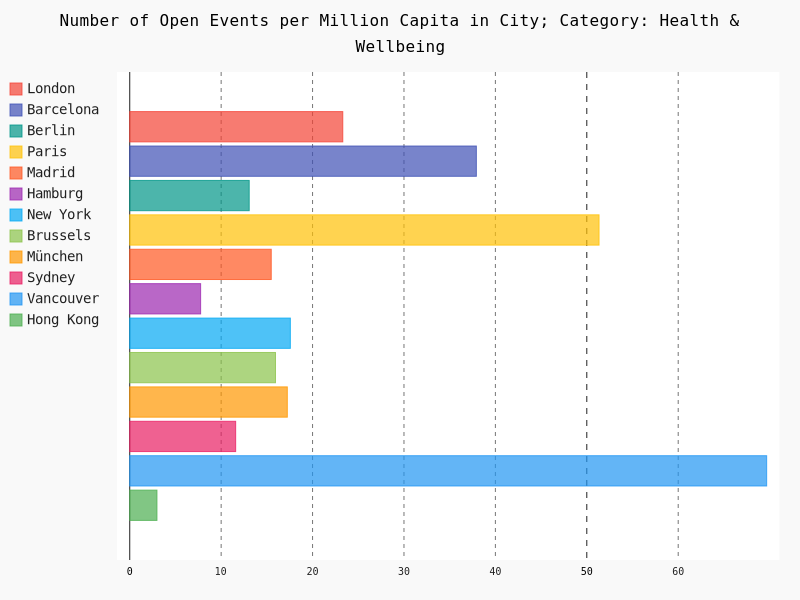 Number of Open Events per Million Capita in City; Category: Health &
Wellbeing
London
Barcelona
Berlin
Paris
Madrid
Hamburg
New York
Brussels
München
Sydney
Vancouver
Hong Kong
0 10 20 30 40 50 60